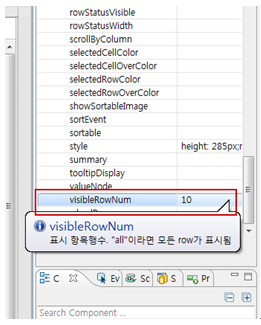 rowStatusVisible
rowStatusWidth
scrollByColumn
selectedCellColor
selectedCellOverColor
selectedRowColor
selectedRowOverColor
showSortableImage
sortEvent
sortable
style height: 285px;r
summary
tooltipDisplay
valueNode
visibleRowNum 10
visibleRowNum
표시 항목행수. "all"이라면 모든 row가 표시됨
C Ev Sc S Pr
Search Component ...